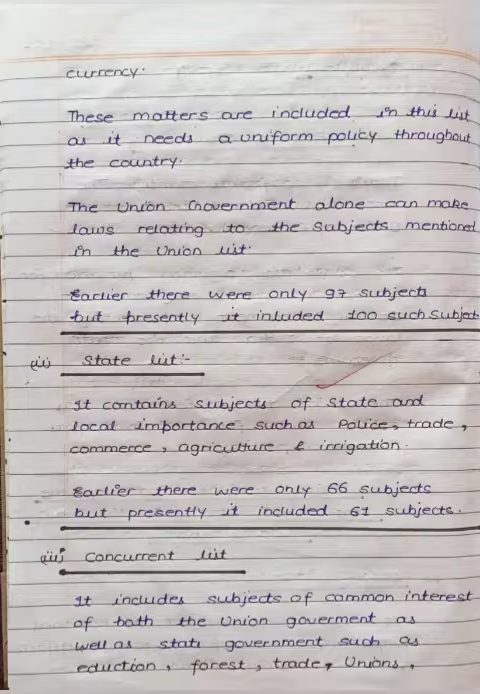 currency.
These matters are included in this list
as it needs a uniform policy throughout
the country.
The Union Government alone can make
laws relating to the subjects mentioned
in the Union list.
Earlier there were only 97 subjects
but presently it inluded 100 such Subject
(ii) State list:-
It contains subjects of state and
local importance such as Police, trade,
commerce, agriculture & irrigation.
Earlier there were only 66 subjects
but presently it included 61 subjects.
(iii) Concurrent list
It includes subjects of common interest
of both the Union goverment as
well as state government such as
eduction, forest, trade, Unions,